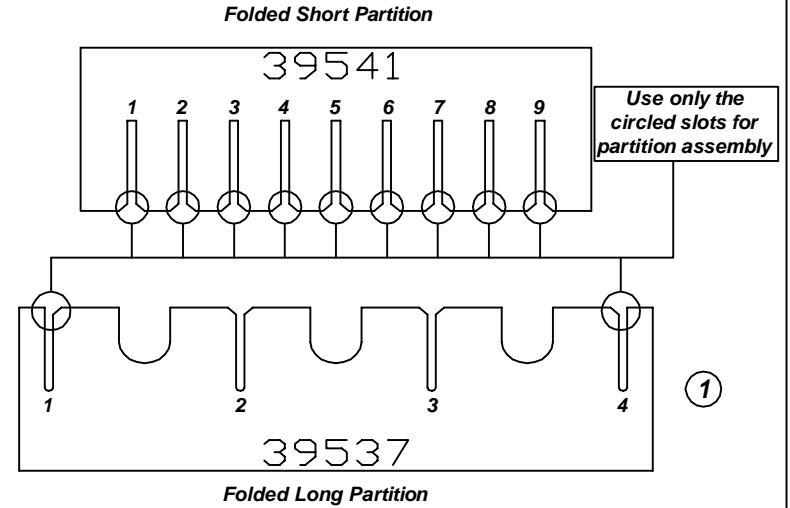 Folded Short Partition
39541
1 2 3 4 5 6 7 8 9
Use only the
circled slots for
partition assembly
1 2 3 4
1
39537
Folded Long Partition